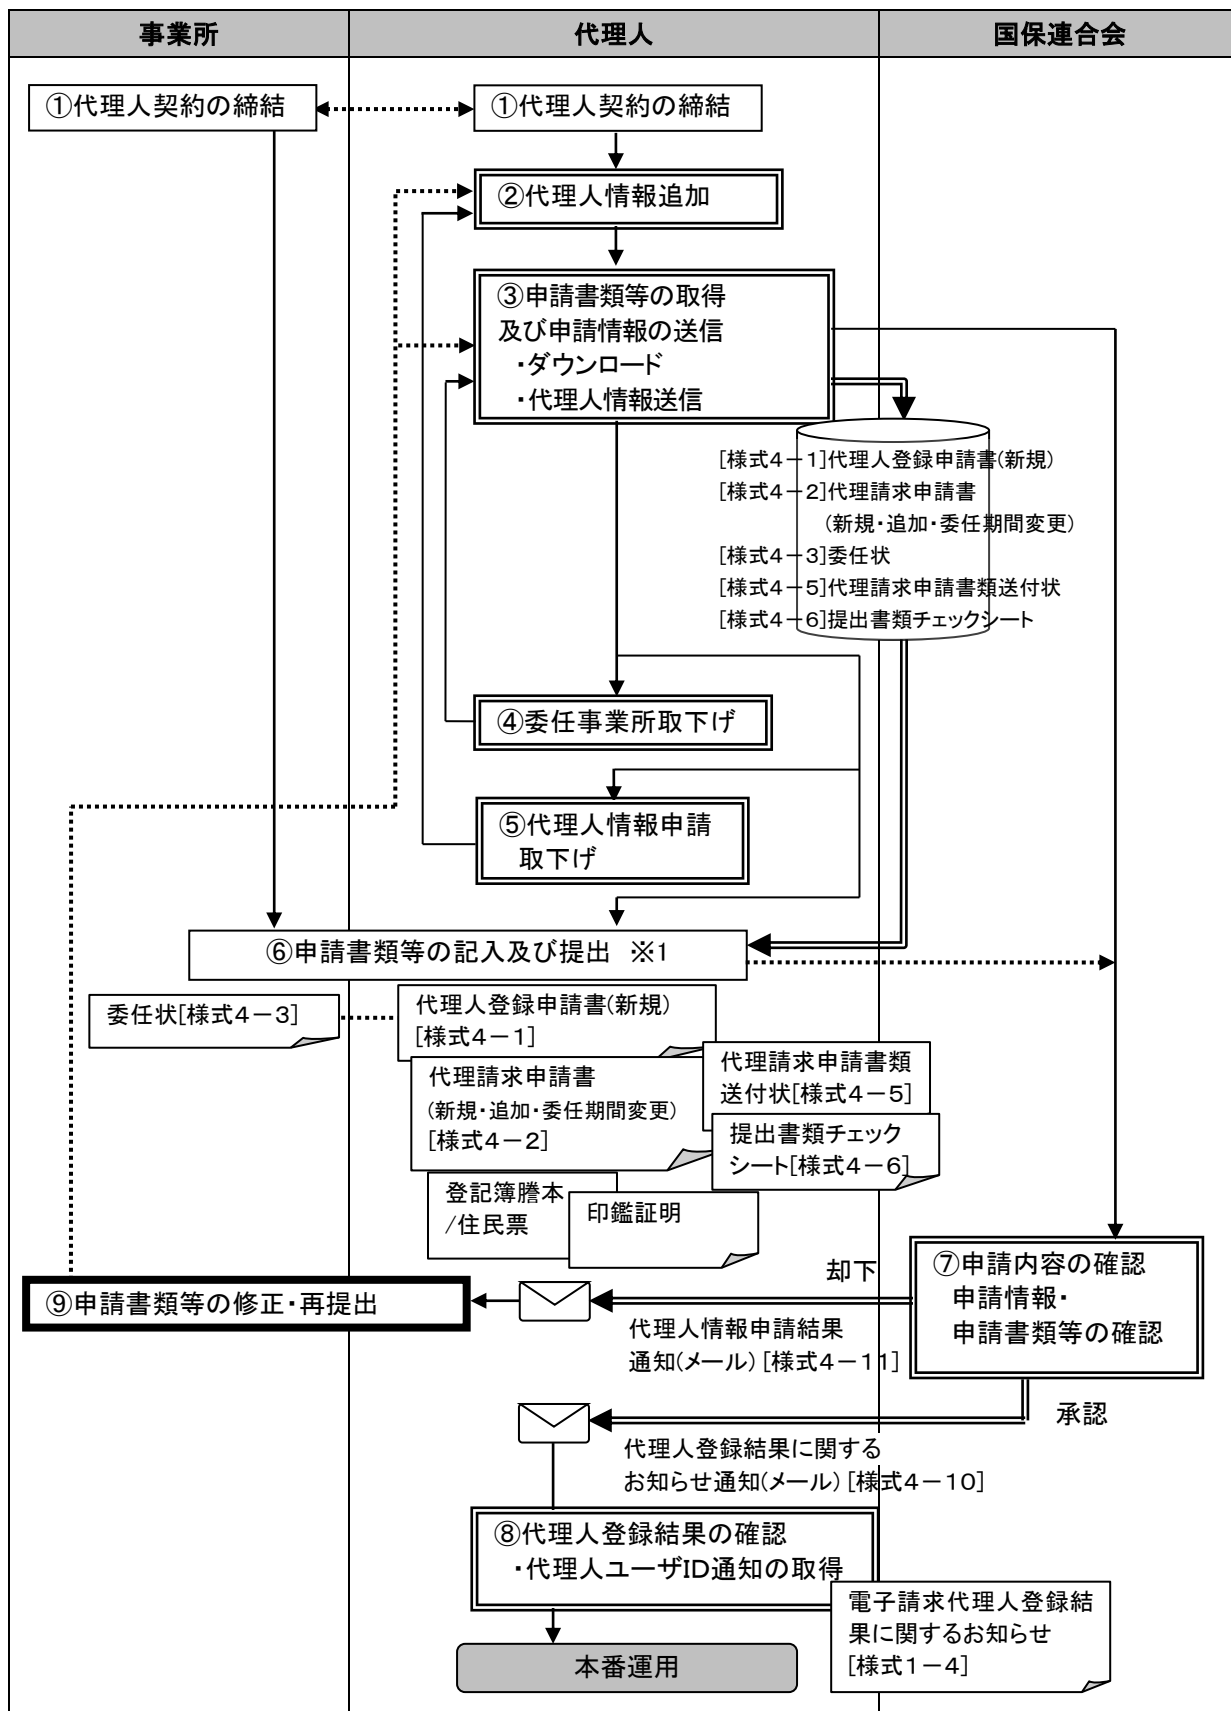 事業所
代理人
国保連合会
①代理人契約の締結
①代理人契約の締結
②代理人情報追加
③申請書類等の取得
及び申請情報の送信
・ダウンロード
・代理人情報送信
[様式4－1]代理人登録申請書(新規)
[様式4－2]代理請求申請書
(新規・追加・委任期間変更)
[様式4－3]委任状
[様式4－5]代理請求申請書類送付状
[様式4－6]提出書類チェックシート
④委任事業所取下げ
⑤代理人情報申請
取下げ
⑥申請書類等の記入及び提出 ※1
委任状[様式4－3]
代理人登録申請書(新規)
[様式4－1]
代理請求申請書
(新規・追加・委任期間変更)
[様式4－2]
代理請求申請書類
送付状[様式4－5]
提出書類チェック
シート[様式4－6]
登記簿謄本
/住民票
印鑑証明
⑦申請内容の確認
申請情報・
申請書類等の確認
却下
⑨申請書類等の修正・再提出
代理人情報申請結果
通知(メール)[様式4－11]
承認
代理人登録結果に関する
お知らせ通知(メール)[様式4－10]
⑧代理人登録結果の確認
・代理人ユーザID通知の取得
電子請求代理人登録結
果に関するお知らせ
[様式1－4]
本番運用